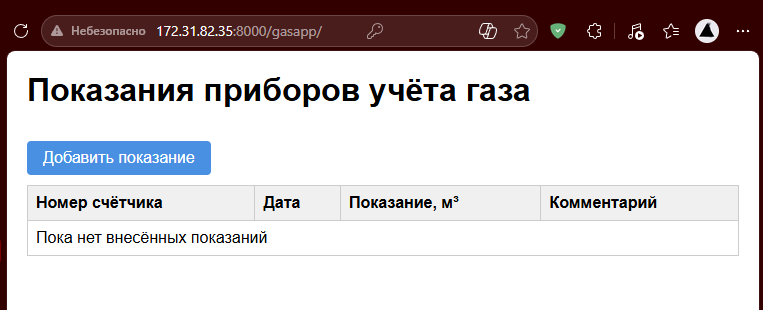 Небезопасно 172.31.82.35:8000/gasapp/
Показания приборов учёта газа
Добавить показание
Номер счётчика Дата Показание, м³ Комментарий
Пока нет внесённых показаний